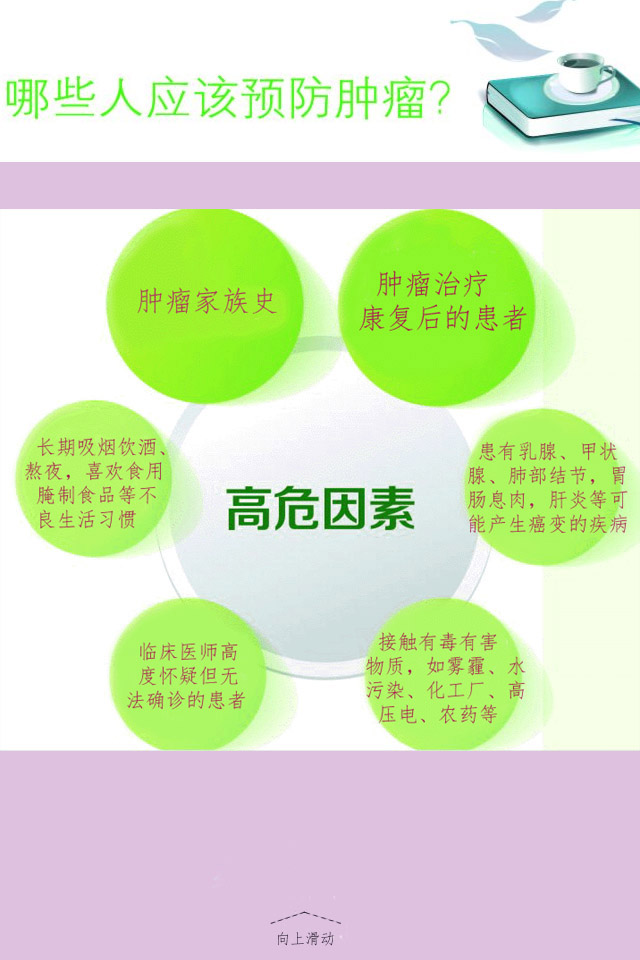 哪些人应该预防肿瘤?
肿瘤家族史
肿瘤治疗
康复后的患者
长期吸烟饮酒、
熬夜，喜欢食用
腌制食品等不
良生活习惯
高危因素
患有乳腺、甲状
腺、肺部结节，胃
肠息肉，肝炎等可
能产生癌变的疾病
临床医师高
度怀疑但无
法确诊的患者
接触有毒有害
物质，如雾霾、水
污染、化工厂、高
压电、农药等
向上滑动